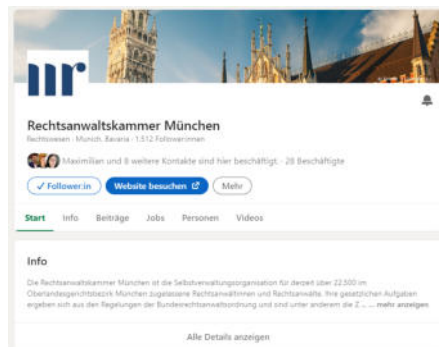 Rechtsanwaltskammer München
Rechtswesen · Munich, Bavaria · 1.512 Follower:innen
Maximilian und 8 weitere Kontakte sind hier beschäftigt. · 28 Beschäftigte
✓ Follower:in Website besuchen Mehr
Start Info Beiträge Jobs Personen Videos
Info
Die Rechtsanwaltskammer München ist die Selbstverwaltungsorganisation für derzeit über 22.500 im
Oberlandesgerichtsbezirk München zugelassene Rechtsanwältinnen und Rechtsanwälte. Ihre gesetzlichen Aufgaben
ergeben sich aus den Regelungen der Bundesrechtsanwaltsordnung und sind unter anderem die Z ... ... mehr anzeigen
Alle Details anzeigen